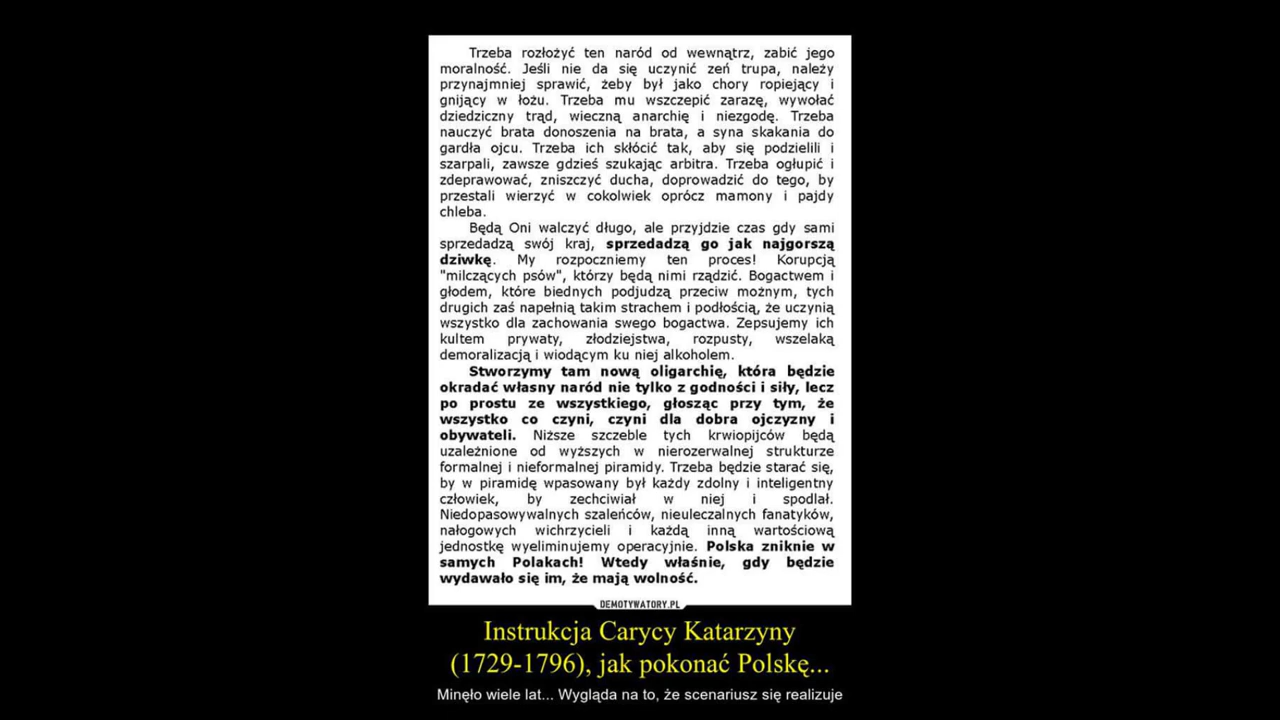 Trzeba rozłożyć ten naród od wewnątrz, zabić jego
moralność. Jeśli nie da się uczynić zeń trupa, należy
przynajmniej sprawić, żeby był jako chory ropiejący i
gnijący w łożu. Trzeba mu wszczepić zarazę, wywołać
dziedziczny trąd, wieczną anarchię i niezgodę. Trzeba
nauczyć brata donoszenia na brata, a syna skakania do
gardła ojcu. Trzeba ich skłócić tak, aby się podzielili i
szarpali, zawsze gdzieś szukając arbitra. Trzeba ogłupić i
zdeprawować, zniszczyć ducha, doprowadzić do tego, by
przestali wierzyć w cokolwiek oprócz mamony i pajdy
chleba.
Będą Oni walczyć długo, ale przyjdzie czas gdy sami
sprzedadzą swój kraj, sprzedadzą go jak najgorszą
dziwkę. My rozpoczniemy ten proces! Korupcją
"milczących psów", którzy będą nimi rządzić. Bogactwem i
głodem, które biednych podjudzą przeciw możnym, tych
drugich zaś napełnią takim strachem i podłością, że uczynią
wszystko dla zachowania swego bogactwa. Zepsujemy ich
kultem prywaty, złodziejstwa, rozpusty, wszelaką
demoralizacją i wiodącym ku niej alkoholem.
Stworzymy tam nową oligarchię, która będzie
okradać własny naród nie tylko z godności i siły, lecz
po prostu ze wszystkiego, głosząc przy tym, że
wszystko co czyni, czyni dla dobra ojczyzny i
obywateli. Niższe szczeble tych krwiopijców będą
uzależnione od wyższych w nierozerwalnej strukturze
formalnej i nieformalnej piramidy. Trzeba będzie starać się,
by w piramidę wpasowany był każdy zdolny i inteligentny
człowiek, by zechciwiał w niej i spodlał.
Niedopasowywalnych szaleńców, nieuleczalnych fanatyków,
nałogowych wichrzycieli i każdą inną wartościową
jednostkę wyeliminujemy operacyjnie. Polska zniknie w
samych Polakach! Wtedy właśnie, gdy będzie
wydawało się im, że mają wolność.
DEMOTYWATORY.PL
Instrukcja Carycy Katarzyny
(1729-1796), jak pokonać Polskę...
Minęło wiele lat... Wygląda na to, że scenariusz się realizuje